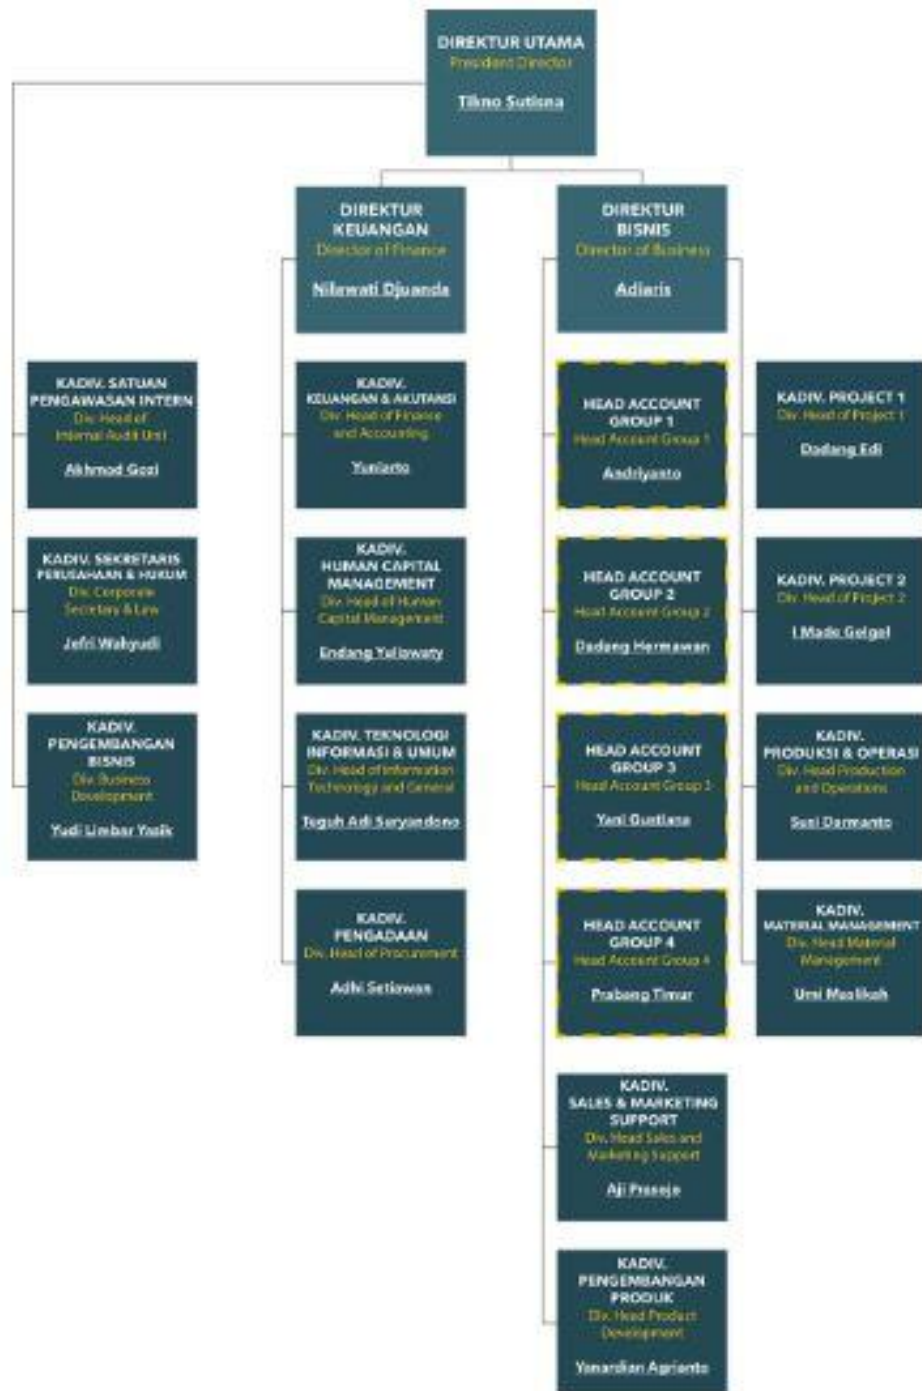 DIREKTUR UTAMA
President Director
Tikno Sutisna
DIREKTUR
KEUANGAN
Director of Finance
Nilawati Djuanda
DIREKTUR
BISNIS
Director of Business
Adiaris
KADIV. SATUAN
PENGAWASAN INTERN
Div. Head of
Internal Audit Unit
Akhmad Gozi
KADIV. SEKRETARIS
PERUSAHAAN & HUKUM
Div. Corporate
Secretary & Law
Jefri Wahyudi
KADIV.
PENGEMBANGAN
BISNIS
Div. Business
Development
Yudi Limbar Yasik
KADIV.
KEUANGAN & AKUTANSI
Div. Head of Finance
and Accounting
Yuniarto
KADIV.
HUMAN CAPITAL
MANAGEMENT
Div. Head of Human
Capital Management
Endang Yuliawaty
KADIV. TEKNOLOGI
INFORMASI & UMUM
Div. Head of Information
Technology and General
Teguh Adi Suryandono
KADIV.
PENGADAAN
Div. Head of Procurement
Adhi Setiawan
HEAD ACCOUNT
GROUP 1
Head Account Group 1
Andriyanto
HEAD ACCOUNT
GROUP 2
Head Account Group 2
Dadang Hermawan
HEAD ACCOUNT
GROUP 3
Head Account Group 3
Yani Gustiana
HEAD ACCOUNT
GROUP 4
Head Account Group 4
Prabang Timur
KADIV.
SALES & MARKETING
SUPPORT
Div. Head Sales and
Marketing Support
Aji Prasojo
KADIV.
PENGEMBANGAN
PRODUK
Div. Head Product
Development
Yanardian Agrianto
KADIV. PROJECT 1
Div. Head of Project 1
Dadang Edi
KADIV. PROJECT 2
Div. Head of Project 2
I Made Gelgel
KADIV.
PRODUKSI & OPERASI
Div. Head Production
and Operations
Susi Darmanto
KADIV.
MATERIAL MANAGEMENT
Div. Head Material
Management
Umi Maslikah